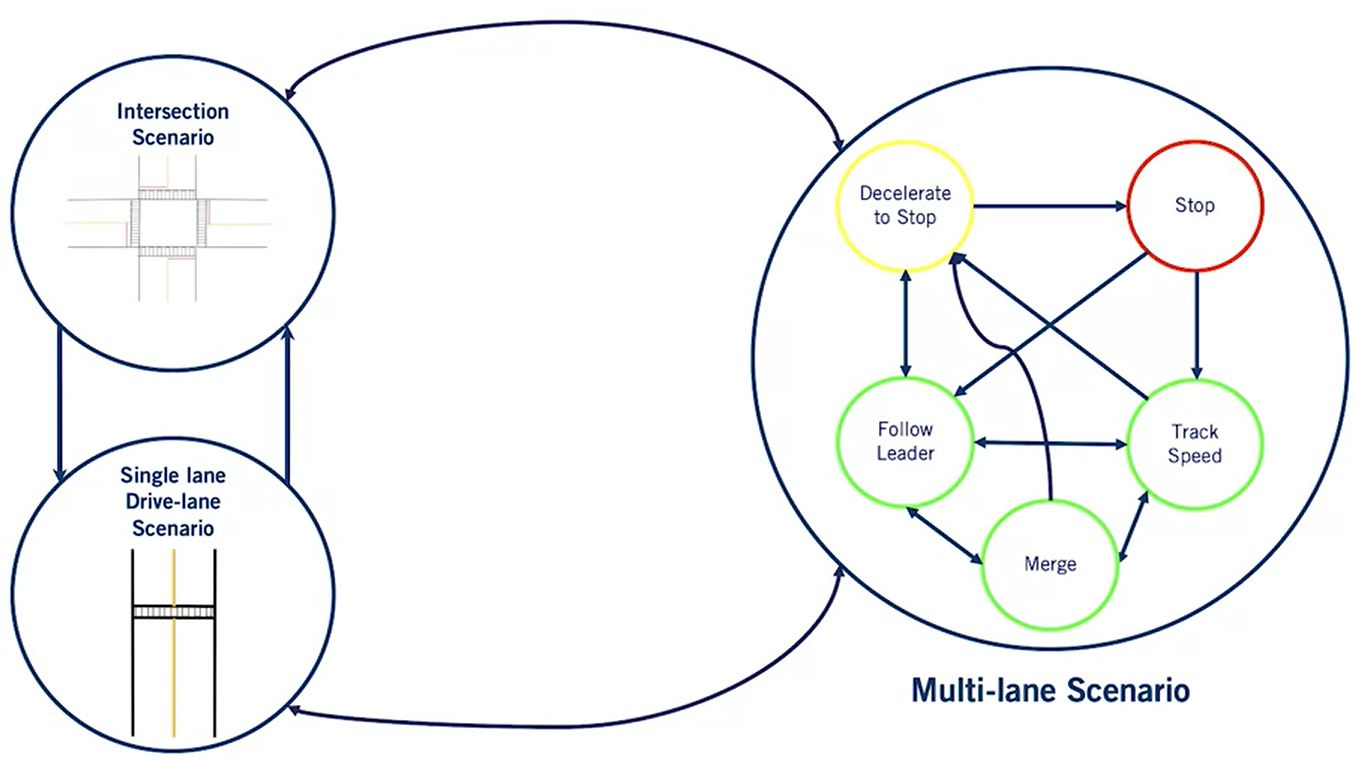 Intersection
Scenario
Single lane
Drive-lane
Scenario
Decelerate
to Stop
Stop
Follow
Leader
Track
Speed
Merge
Multi-lane Scenario